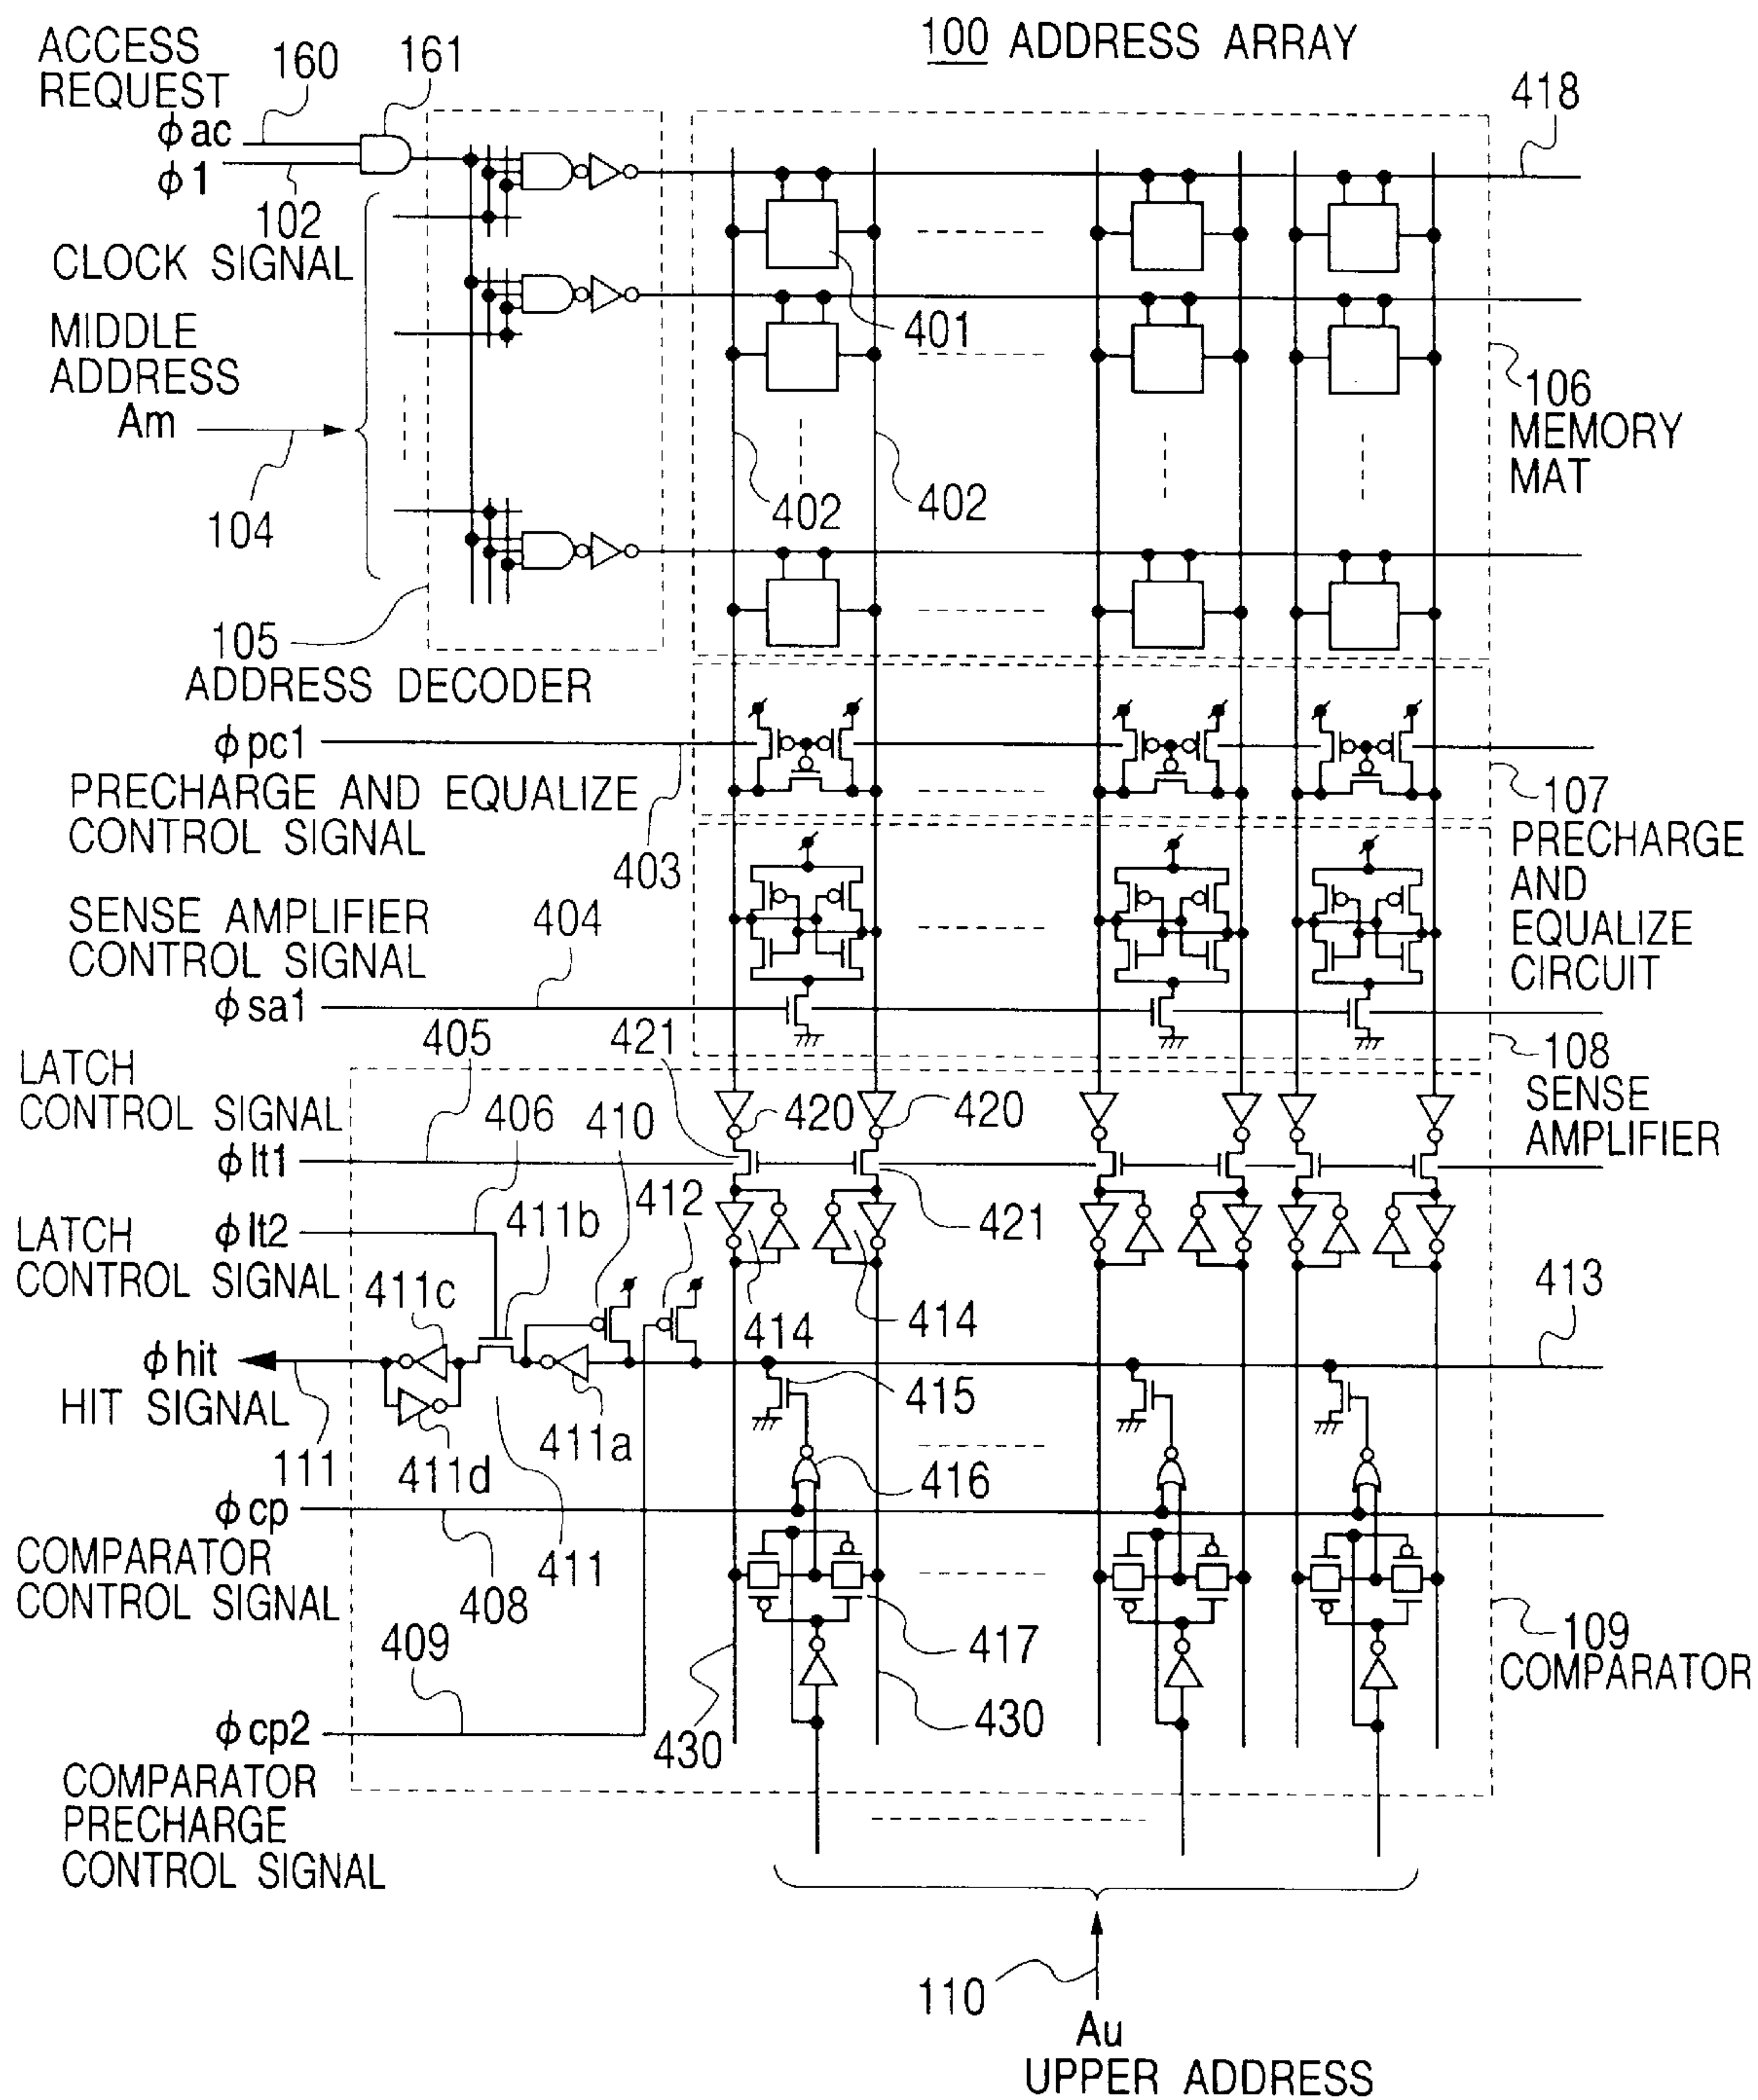 100 ADDRESS ARRAY
ACCESS
REQUEST
160
161
418
ϕac
ϕ1
102
CLOCK SIGNAL
MIDDLE
ADDRESS
Am
104
401
106
MEMORY
MAT
402
402
105
ADDRESS DECODER
ϕpc1
PRECHARGE AND EQUALIZE
CONTROL SIGNAL
403
107
PRECHARGE
AND
EQUALIZE
CIRCUIT
SENSE AMPLIFIER
CONTROL SIGNAL
404
ϕsa1
405
421
108
SENSE
AMPLIFIER
LATCH
CONTROL SIGNAL
406
410
420
420
ϕlt1
412
411b
421
LATCH
CONTROL SIGNAL
ϕlt2
411c
414
414
413
ϕhit
HIT SIGNAL
415
111
411d
411a
416
ϕcp
COMPARATOR
CONTROL SIGNAL
408
411
409
417
109
COMPARATOR
ϕcp2
430
430
COMPARATOR
PRECHARGE
CONTROL SIGNAL
110
Au
UPPER ADDRESS